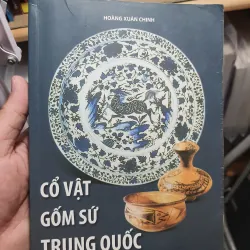 HOÀNG XUÂN CHINH
CỔ VẬT
GỐM SỨ
TRUNG QUỐC